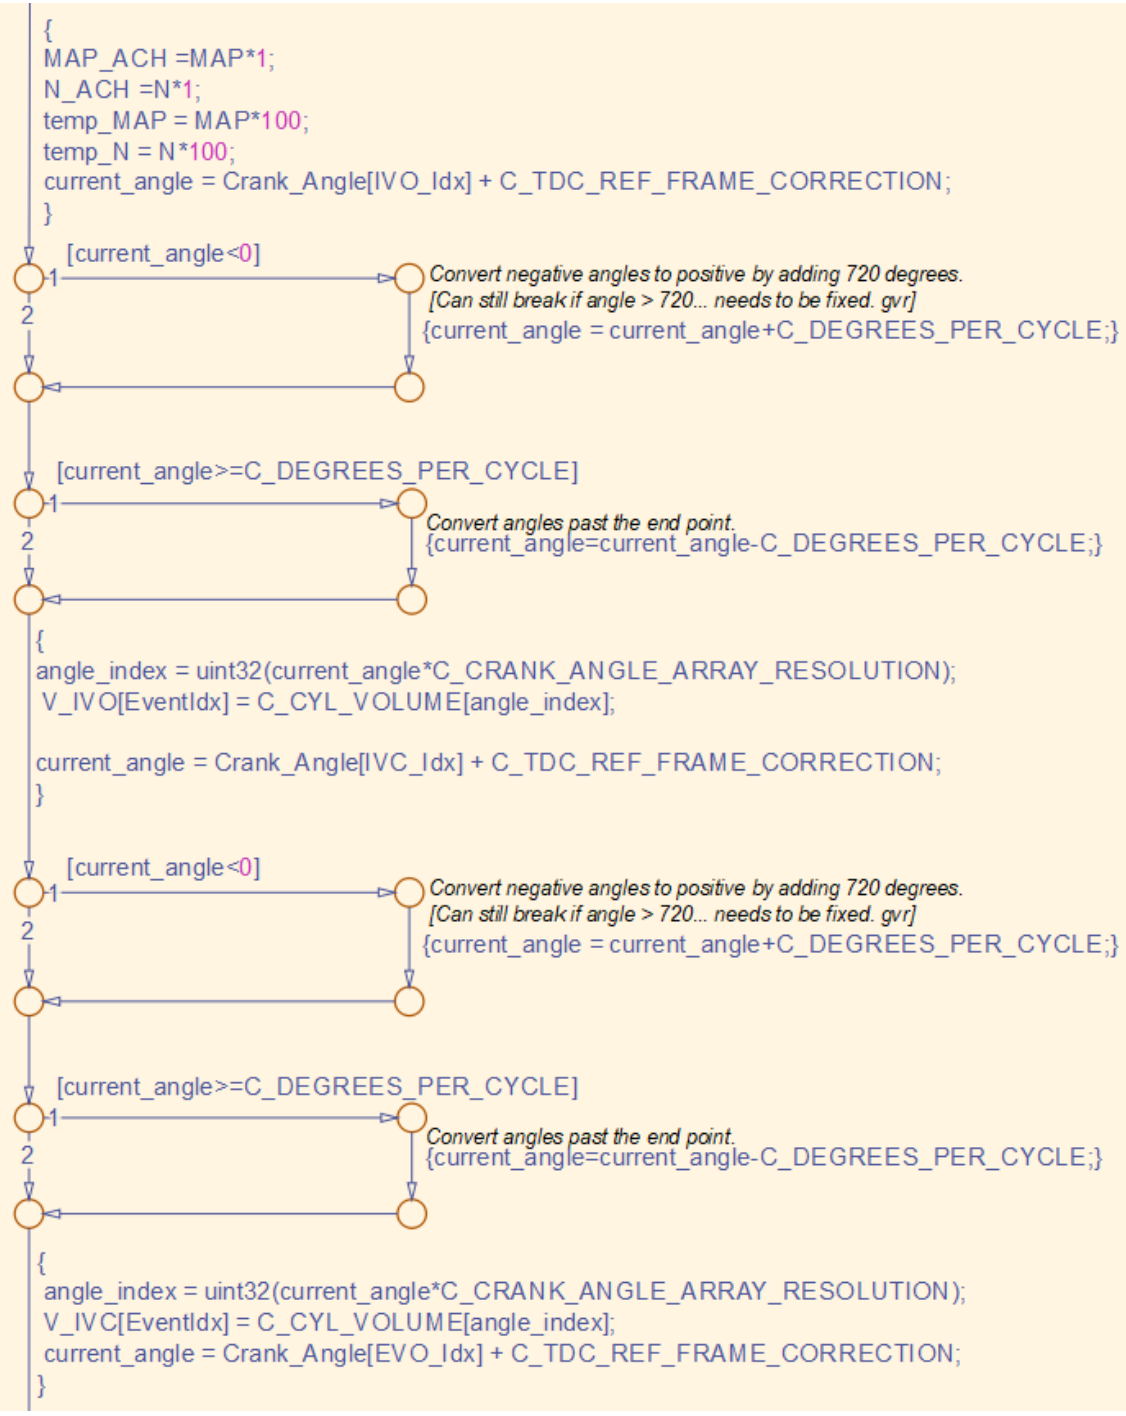 {
MAP_ACH =MAP*1;
N_ACH =N*1;
temp_MAP = MAP*100;
temp_N = N*100;
current_angle = Crank_Angle[IVO_Idx] + C_TDC_REF_FRAME_CORRECTION;
}
[current_angle<0]
1
Convert negative angles to positive by adding 720 degrees.
[Can still break if angle > 720... needs to be fixed. gvr]
2
{current_angle = current_angle+C_DEGREES_PER_CYCLE;}
[current_angle>=C_DEGREES_PER_CYCLE]
1
Convert angles past the end point.
2
{current_angle=current_angle-C_DEGREES_PER_CYCLE;}
{
angle_index = uint32(current_angle*C_CRANK_ANGLE_ARRAY_RESOLUTION);
V_IVO[EventIdx] = C_CYL_VOLUME[angle_index];
current_angle = Crank_Angle[IVC_Idx] + C_TDC_REF_FRAME_CORRECTION;
}
[current_angle<0]
1
Convert negative angles to positive by adding 720 degrees.
[Can still break if angle > 720... needs to be fixed. gvr]
2
{current_angle = current_angle+C_DEGREES_PER_CYCLE;}
[current_angle>=C_DEGREES_PER_CYCLE]
1
Convert angles past the end point.
2
{current_angle=current_angle-C_DEGREES_PER_CYCLE;}
{
angle_index = uint32(current_angle*C_CRANK_ANGLE_ARRAY_RESOLUTION);
V_IVC[EventIdx] = C_CYL_VOLUME[angle_index];
current_angle = Crank_Angle[EVO_Idx] + C_TDC_REF_FRAME_CORRECTION;
}